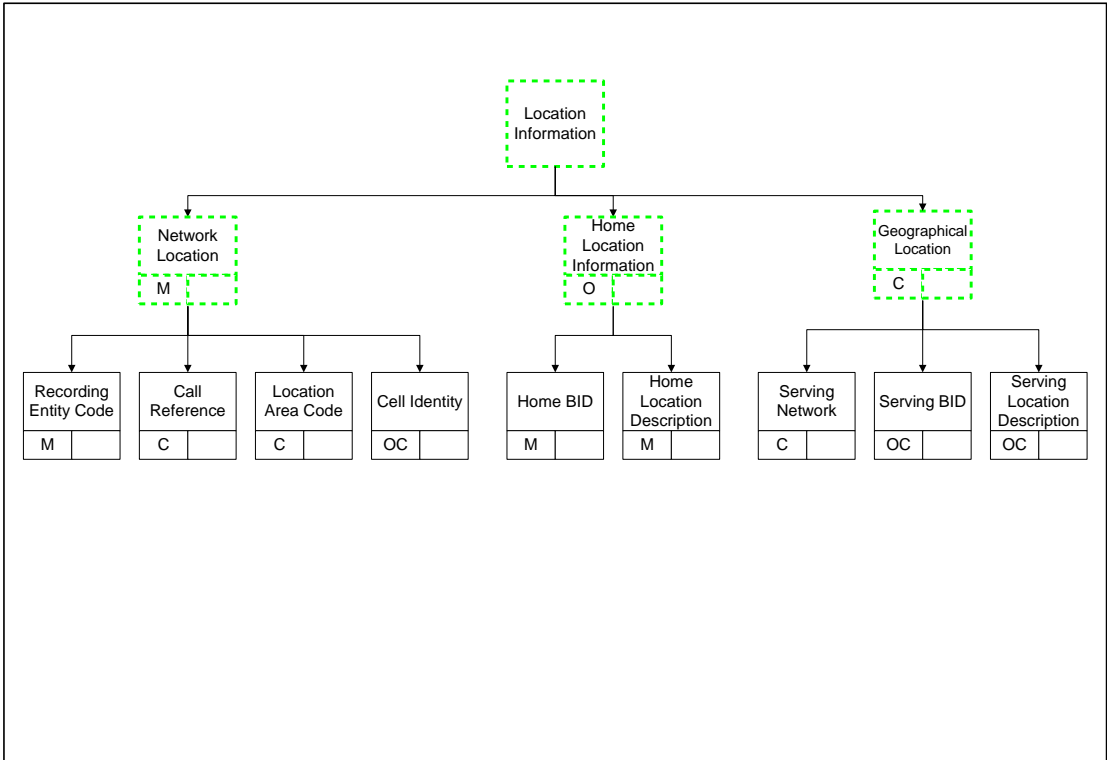 Location
Information
Network
Location
M
Home
Location
Information
O
Geographical
Location
C
Recording
Entity Code
M
Call
Reference
C
Location
Area Code
C
Cell Identity
OC
Home BID
M
Home
Location
Description
M
Serving
Network
C
Serving BID
OC
Serving
Location
Description
OC